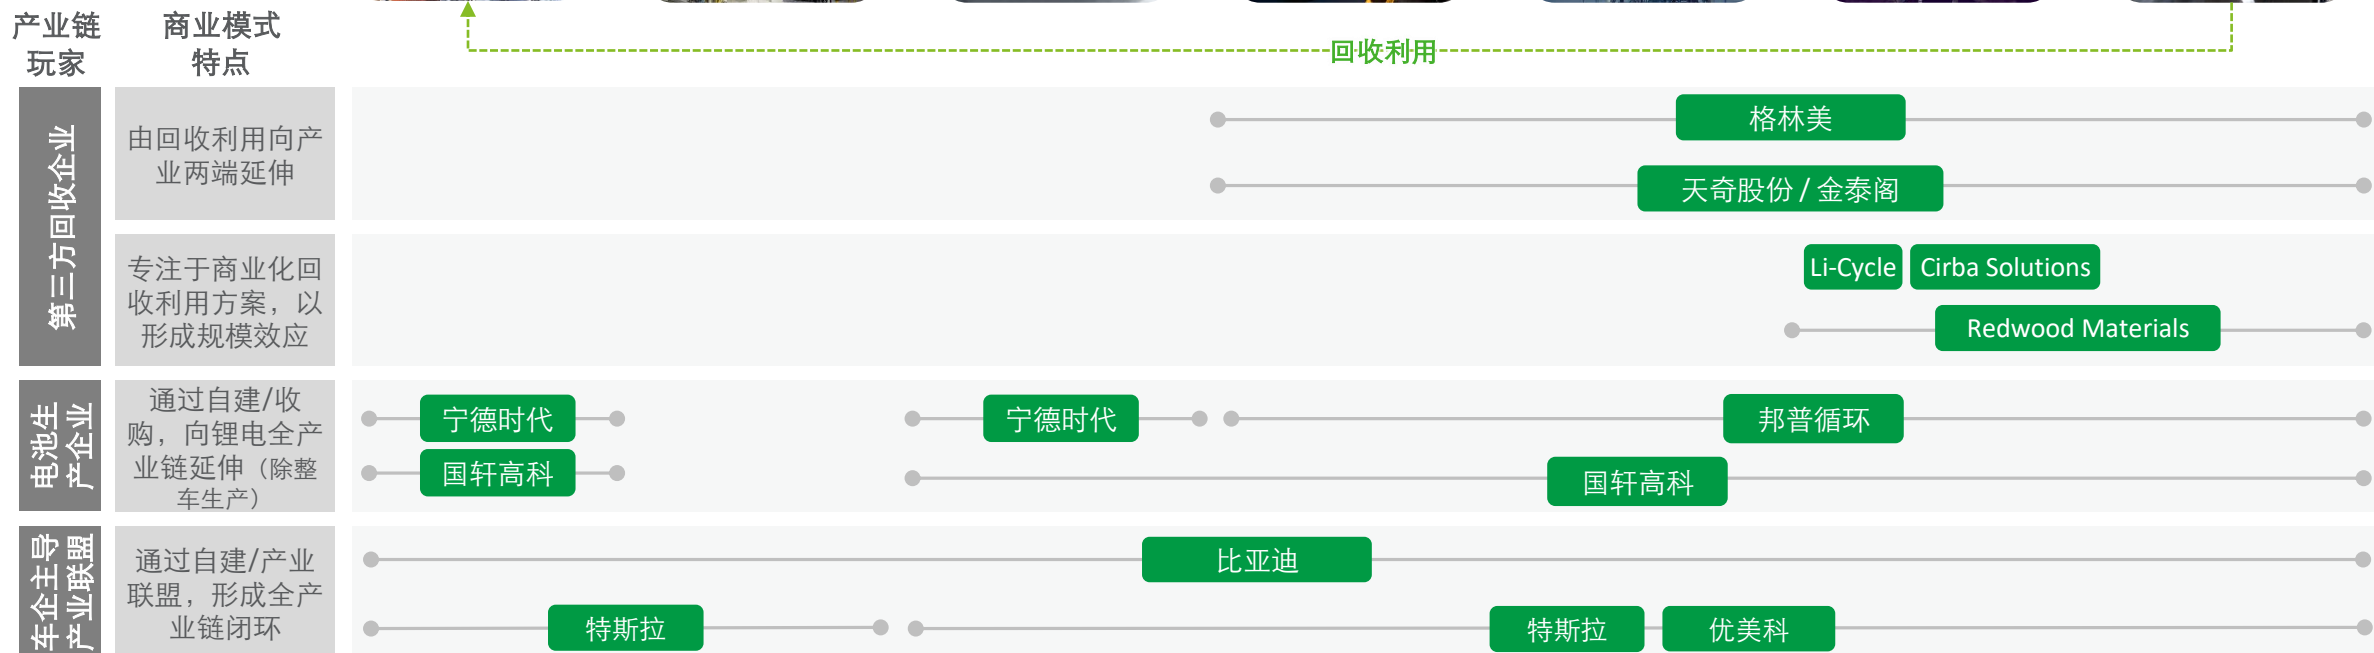 产业链
玩家
商业模式
特点
回收利用
第三方回收企业
由回收利用向产
业两端延伸
格林美
天奇股份 / 金泰阁
专注于商业化回
收利用方案，以
形成规模效应
Li-Cycle
Cirba Solutions
Redwood Materials
电池生
产企业
通过自建/收
购，向锂电全产
业链延伸（除整
车生产）
宁德时代
宁德时代
邦普循环
国轩高科
国轩高科
车企主导
产业联盟
通过自建/产业
联盟，形成全产
业链闭环
比亚迪
特斯拉
特斯拉
优美科